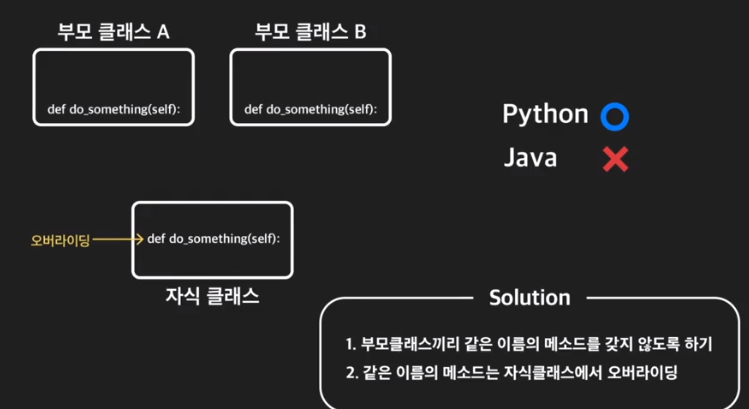 부모 클래스 A
부모 클래스 B
def do_something(self):
def do_something(self):
Python
Java
오버라이딩
def do_something(self):
자식 클래스
Solution
1. 부모클래스끼리 같은 이름의 메소드를 갖지 않도록 하기
2. 같은 이름의 메소드는 자식클래스에서 오버라이딩